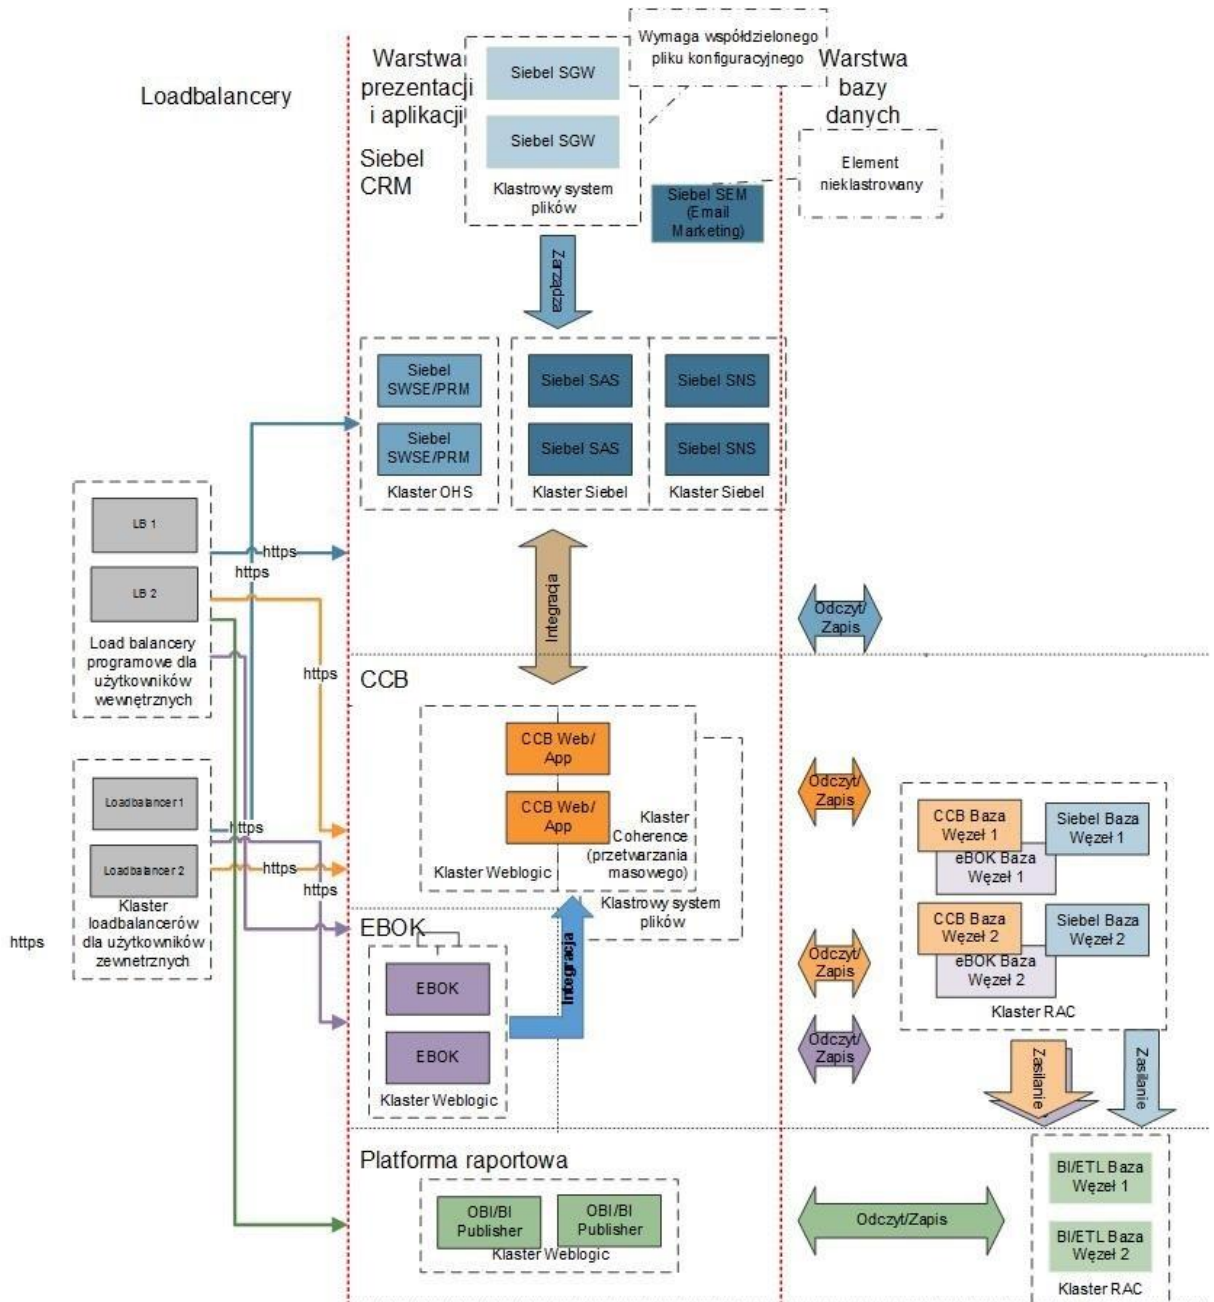 Loadbalancery
Warstwa
prezentacji
i aplikacji
Siebel
CRM
Siebel SGW
Siebel SGW
Klastrowy system
plików
Wymaga współdzielonego
pliku konfiguracyjnego
Warstwa
bazy
danych
Element
nieklastrowany
Siebel SEM
(Email
Marketing)
Zarządza
Siebel
SWSE/PRM
Siebel
SWSE/PRM
Klaster OHS
Siebel SAS
Siebel SAS
Klaster Siebel
Siebel SNS
Siebel SNS
Klaster Siebel
LB 1
LB 2
Load balancery
programowe dla
użytkowników
wewnętrznych
https
https
https
Integracja
Odczyt/
Zapis
CCB
CCB Web/
App
CCB Web/
App
Klaster
Coherence
(przetwarzania
masowego)
Klaster Weblogic
Klastrowy system
plików
Odczyt/
Zapis
Loadbalancer 1
Loadbalancer 2
Klaster
loadbalancerów
dla użytkowników
zewnetrznych
https
https
https
https
CCB Baza
Węzeł 1
Siebel Baza
Węzeł 1
eBOK Baza
Węzeł 1
CCB Baza
Węzeł 2
Siebel Baza
Węzeł 2
eBOK Baza
Węzeł 2
Klaster RAC
EBOK
EBOK
EBOK
Klaster Weblogic
Integracja
Odczyt/
Zapis
Odczyt/
Zapis
Zasilanie
Zasilanie
Platforma raportowa
OBI/BI
Publisher
OBI/BI
Publisher
Klaster Weblogic
Odczyt/Zapis
BI/ETL Baza
Węzeł 1
BI/ETL Baza
Węzeł 2
Klaster RAC